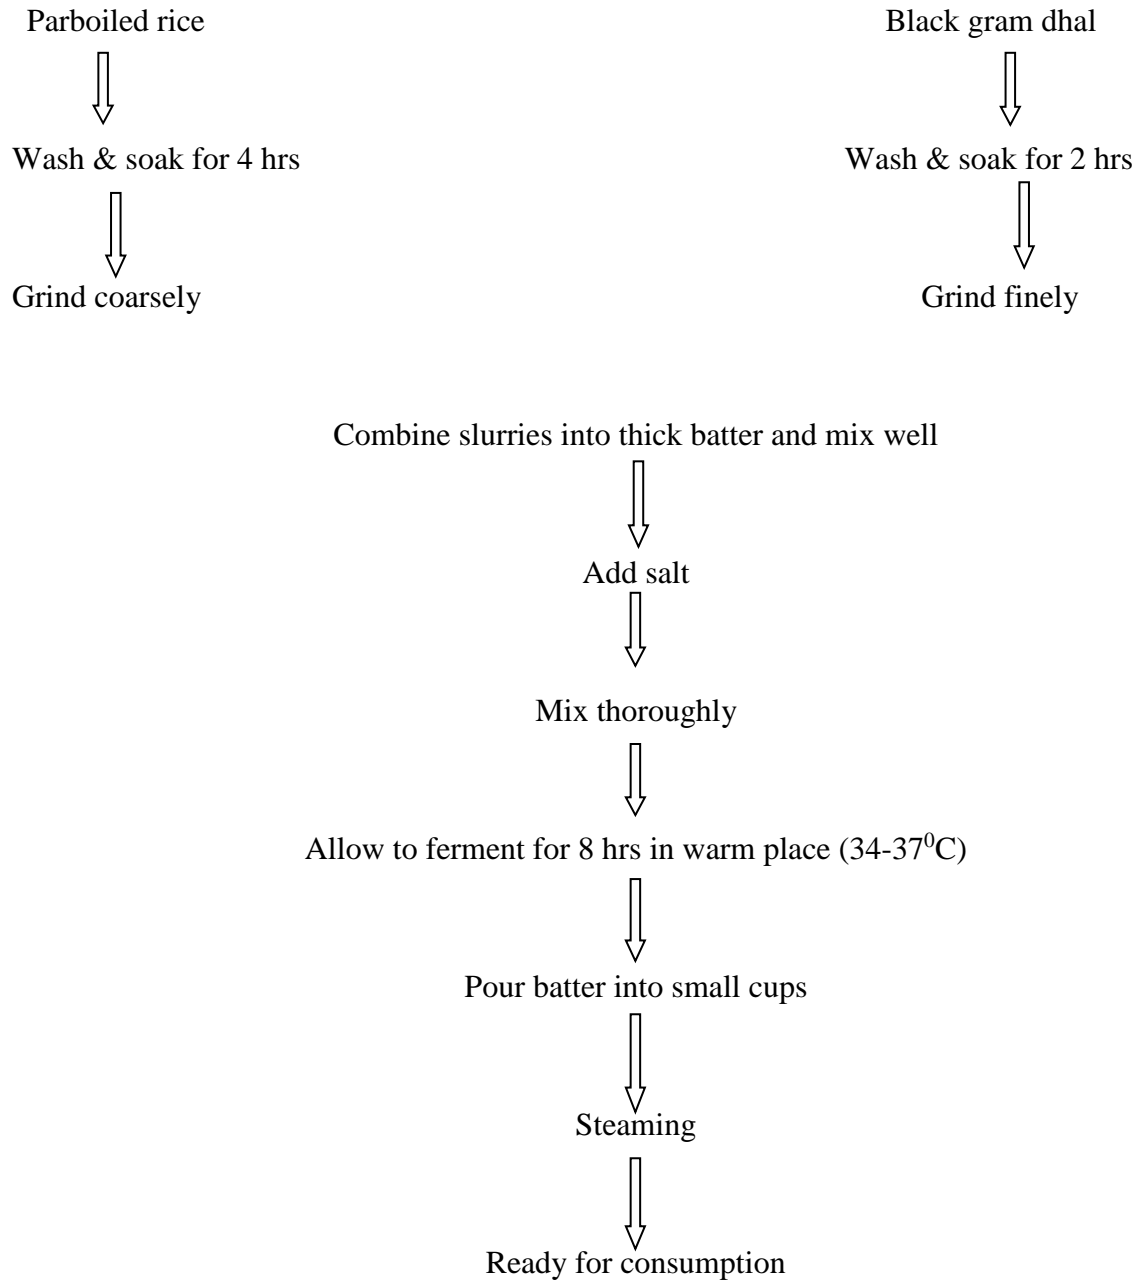 Parboiled rice
Black gram dhal
Wash & soak for 4 hrs
Wash & soak for 2 hrs
Grind coarsely
Grind finely
Combine slurries into thick batter and mix well
Add salt
Mix thoroughly
Allow to ferment for 8 hrs in warm place (34-37⁰C)
Pour batter into small cups
Steaming
Ready for consumption